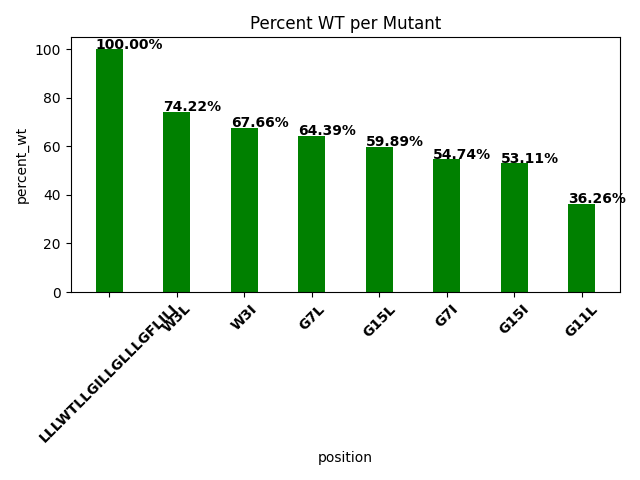 Percent WT per Mutant
percent_wt
100
80
60
40
20
0
100.00%
74.22%
67.66%
64.39%
59.89%
54.74%
53.11%
36.26%
LLLWTLLGILLGLLLGFLILI
W3L
W3I
G7L
G15L
G7I
G15I
G11L
position